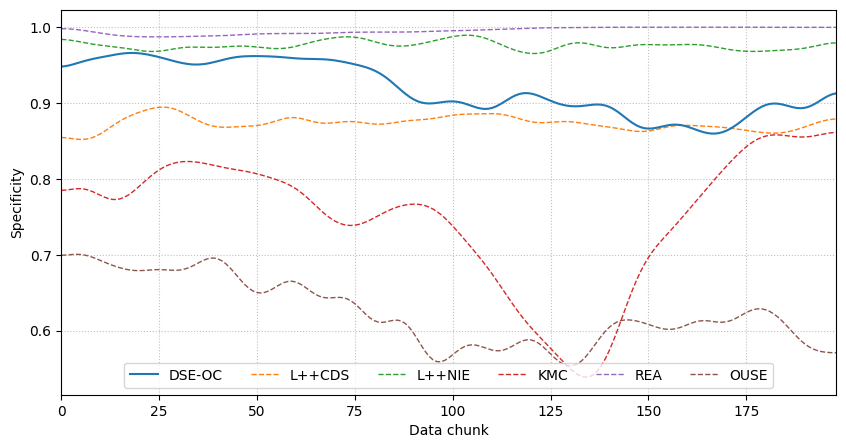 1.0
0.9
0.8
0.7
0.6
Specificity
DSE-OC L++CDS L++NIE KMC REA OUSE
0 25 50 75 100 125 150 175
Data chunk